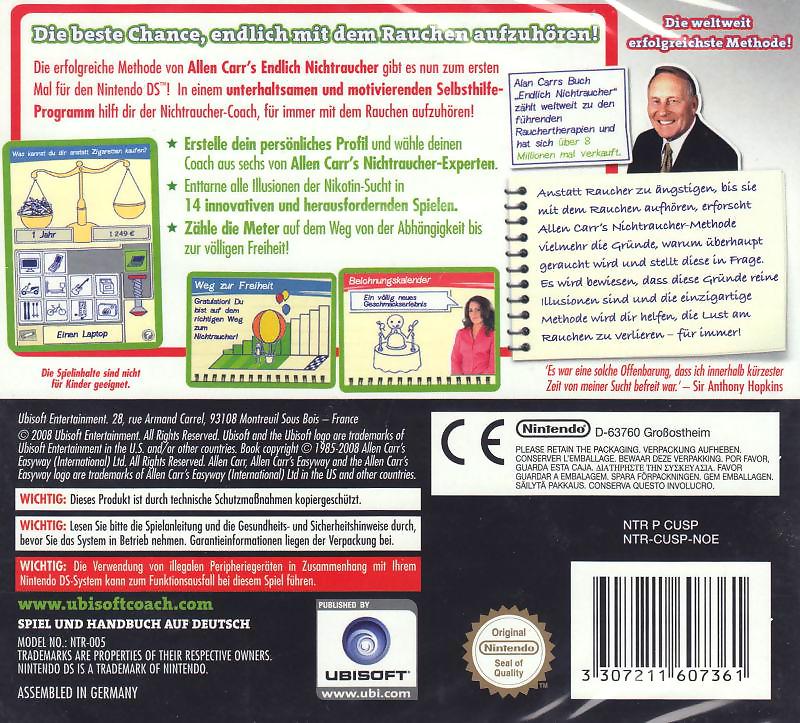 Die beste Chance, endlich mit dem Rauchen aufzuhören!
Die weltweit
erfolgreichste Methode!
Die erfolgreiche Methode von Allen Carr's Endlich Nichtraucher gibt es nun zum ersten
Mal für den Nintendo DS™! In einem unterhaltsamen und motivierenden Selbsthilfe-
Programm hilft dir der Nichtraucher-Coach, für immer mit dem Rauchen aufzuhören!
Allen Carrs Buch
„Endlich Nichtraucher“
zählt weltweit zu den
führenden
Rauchertherapien und
hat sich über 8
Millionen mal verkauft.
★ Erstelle dein persönliches Profil und wähle deinen
Coach aus sechs von Allen Carr's Nichtraucher-Experten.
★ Enttarne alle Illusionen der Nikotin-Sucht in
14 innovativen und herausfordernden Spielen.
★ Zähle die Meter auf dem Weg von der Abhängigkeit bis
zur völligen Freiheit!
Was kannst du dir anstatt Zigaretten kaufen?
1 Jahr
1 249 €
Einen Laptop
?
Die Spielinhalte sind nicht
für Kinder geeignet.
Weg zur Freiheit
Gratulation! Du
bist auf dem
richtigen Weg
zum
Nichtraucher!
Belohnungskalender
Ein völlig neues
Geschmackserlebnis
Anstatt Raucher zu ängstigen, bis sie
mit dem Rauchen aufhören, erforscht
Allen Carr's Nichtraucher-Methode
vielmehr die Gründe, warum überhaupt
geraucht wird und stellt diese in Frage.
Es wird bewiesen, dass diese Gründe reine
Illusionen sind und die einzigartige
Methode wird dir helfen, die Lust am
Rauchen zu verlieren – für immer!
'Es war eine solche Offenbarung, dass ich innerhalb kürzester
Zeit von meiner Sucht befreit war.' – Sir Anthony Hopkins
Ubisoft Entertainment. 28, rue Armand Carrel, 93108 Montreuil Sous Bois – France
© 2008 Ubisoft Entertainment. All Rights Reserved. Ubisoft and the Ubisoft logo are trademarks of
Ubisoft Entertainment in the U.S. and/or other countries. Book copyright © 1985-2008 Allen Carr's
Easyway (International) Ltd. All Rights Reserved. Allen Carr, Allen Carr's Easyway and the Allen Carr's
Easyway logo are trademarks of Allen Carr's Easyway (International) Ltd in the US and other countries.
WICHTIG: Dieses Produkt ist durch technische Schutzmaßnahmen kopiergeschützt.
WICHTIG: Lesen Sie bitte die Spielanleitung und die Gesundheits- und Sicherheitshinweise durch,
bevor Sie das System in Betrieb nehmen. Garantieinformationen liegen der Verpackung bei.
WICHTIG: Die Verwendung von illegalen Peripheriegeräten in Zusammenhang mit Ihrem
Nintendo DS-System kann zum Funktionsausfall bei diesem Spiel führen.
www.ubisoftcoach.com
SPIEL UND HANDBUCH AUF DEUTSCH
MODEL NO.: NTR-005
TRADEMARKS ARE PROPERTIES OF THEIR RESPECTIVE OWNERS.
NINTENDO DS IS A TRADEMARK OF NINTENDO.
ASSEMBLED IN GERMANY
PUBLISHED BY
UBISOFT
www.ubi.com
CE
Nintendo D-63760 Großostheim
PLEASE RETAIN THE PACKAGING. VERPACKUNG AUFHEBEN.
CONSERVER L'EMBALLAGE. BEWAAR DEZE VERPAKKING. POR FAVOR,
GUARDA ESTA CAJA. ΔΙΑΤΗΡΗΣΤΕ ΤΗΝ ΣΥΣΚΕΥΑΣΙΑ. FAVOR
GUARDAR A EMBALAGEM. SPARA FÖRPACKNINGEN. GEM EMBALLAGEN.
SÄILYTÄ PAKKAUS. CONSERVA QUESTO INVOLUCRO.
NTR P CUSP
NTR-CUSP-NOE
Original
Nintendo
Seal of
Quality
TM
3 307211 607361